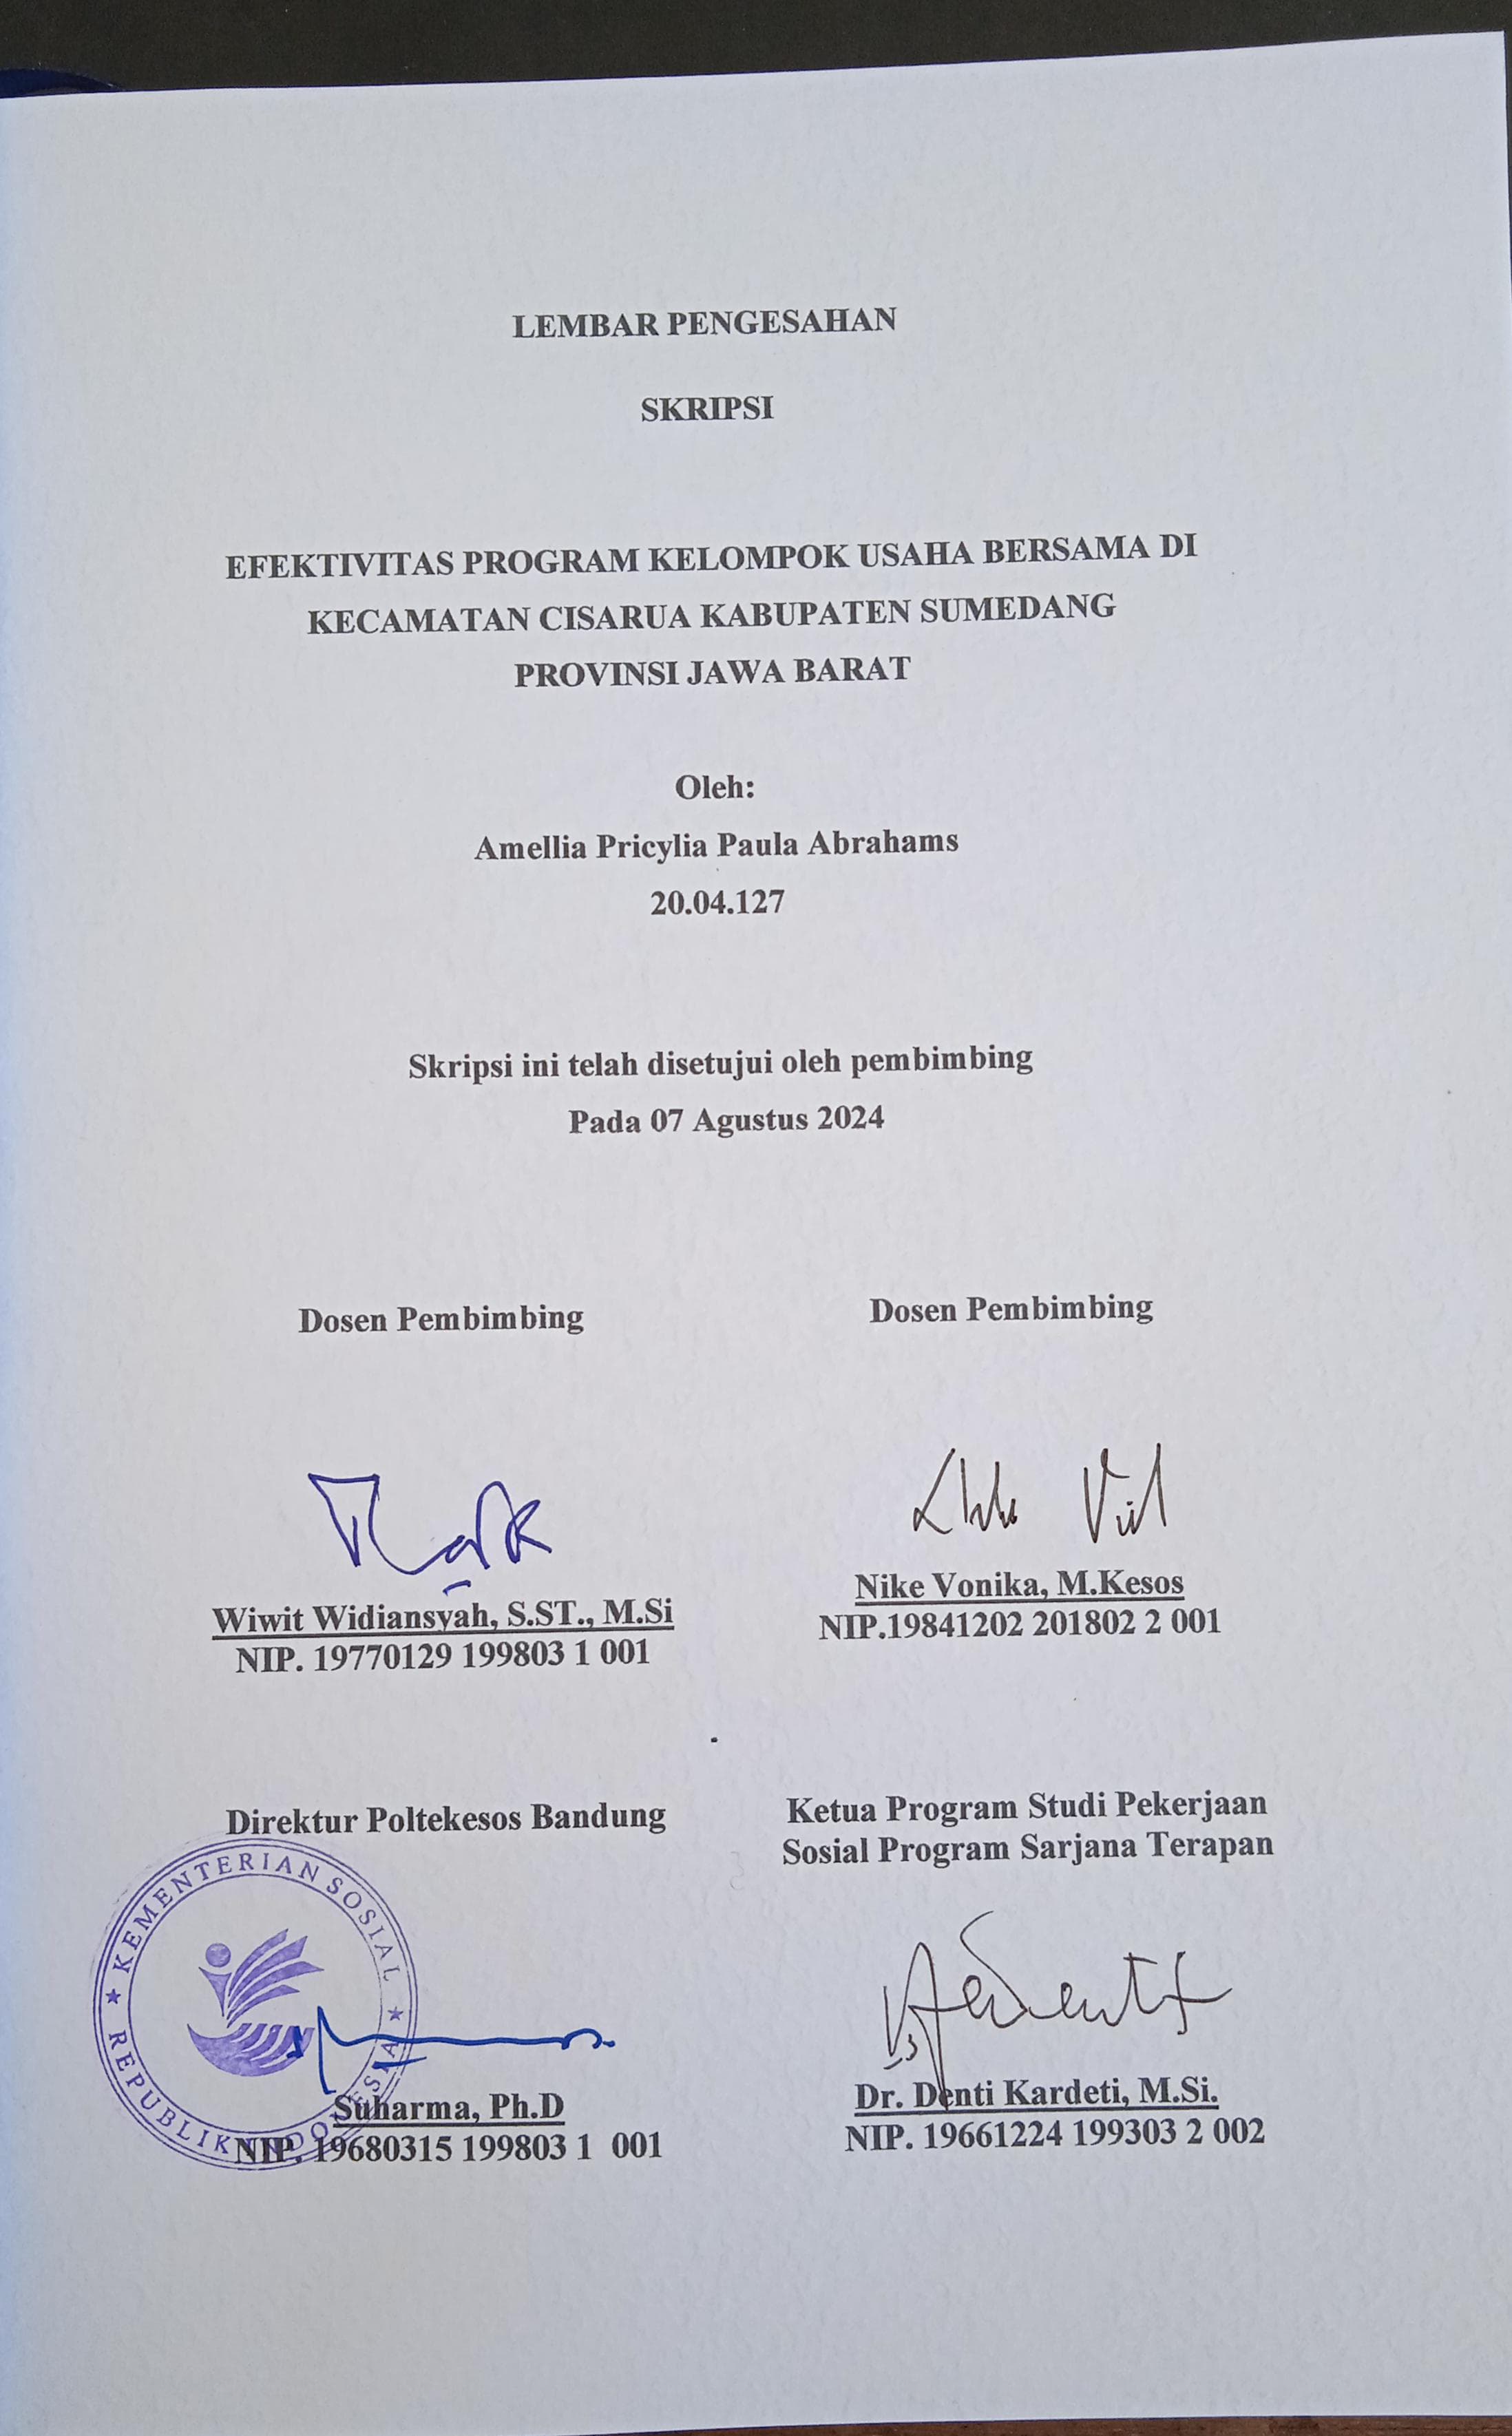 LEMBAR PENGESAHAN
SKRIPSI
EFEKTIVITAS PROGRAM KELOMPOK USAHA BERSAMA DI
KECAMATAN CISARUA KABUPATEN SUMEDANG
PROVINSI JAWA BARAT
Oleh:
Amellia Pricylia Paula Abrahams
20.04.127
Skripsi ini telah disetujui oleh pembimbing
Pada 07 Agustus 2024
Dosen Pembimbing
Wiwit Widiansyah, S.ST., M.Si
NIP. 19770129 199803 1 001
Dosen Pembimbing
Nike Vonika, M.Kesos
NIP.19841202 201802 2 001
Direktur Poltekesos Bandung
KEMENTERIAN SOSIAL
REPUBLIK INDONESIA
Suharma, Ph.D
NIP. 19680315 199803 1 001
Ketua Program Studi Pekerjaan
Sosial Program Sarjana Terapan
Dr. Denti Kardeti, M.Si.
NIP. 19661224 199303 2 002